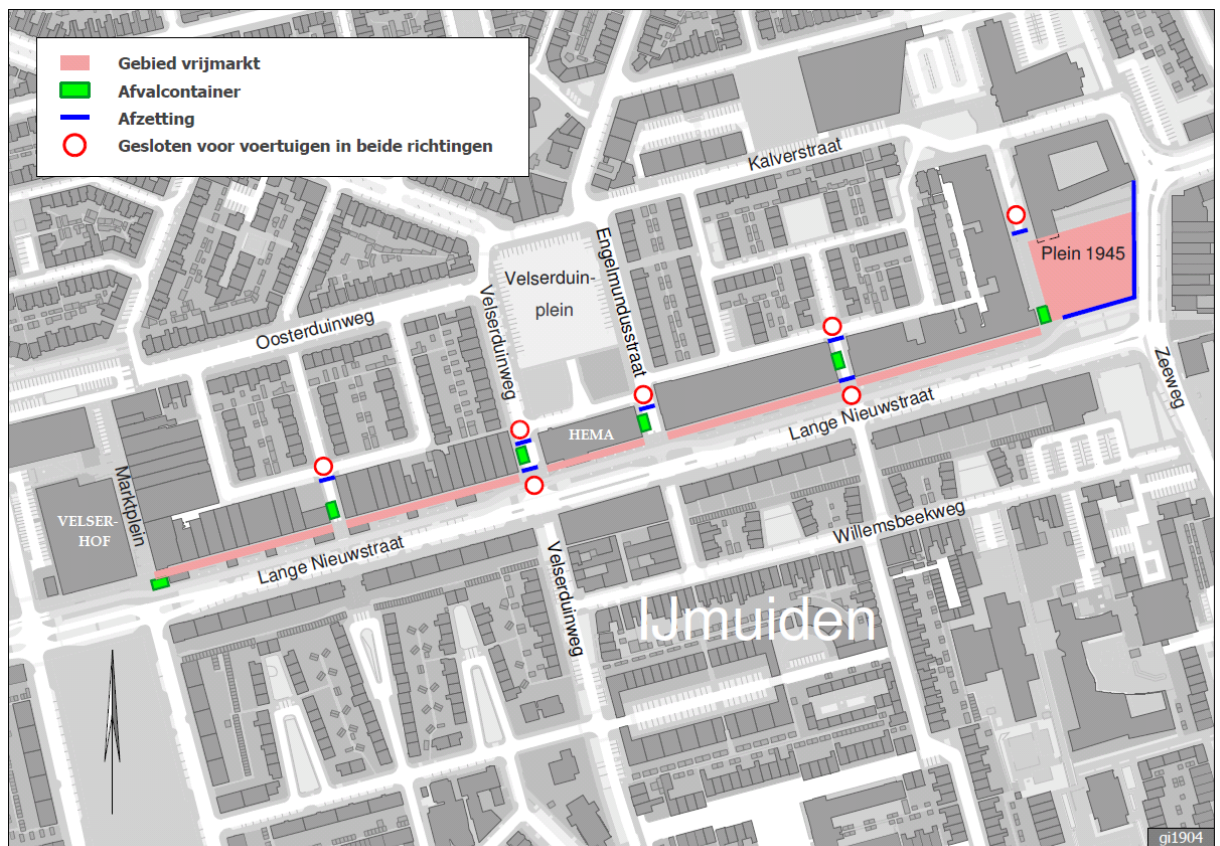 Gebied vrijmarkt
Afvalcontainer
Afzetting
Gesloten voor voertuigen in beide richtingen
Kalverstraat
Plein 1945
Engelmundusstraat
Velserduin-
plein
Velserduinweg
Oosterduinweg
Zeeweg
Lange Nieuwstraat
HEMA
Marktplein
VELSER-
HOF
Willemsbeekweg
Lange Nieuwstraat
Velserduinweg
IJmuiden
gi1904